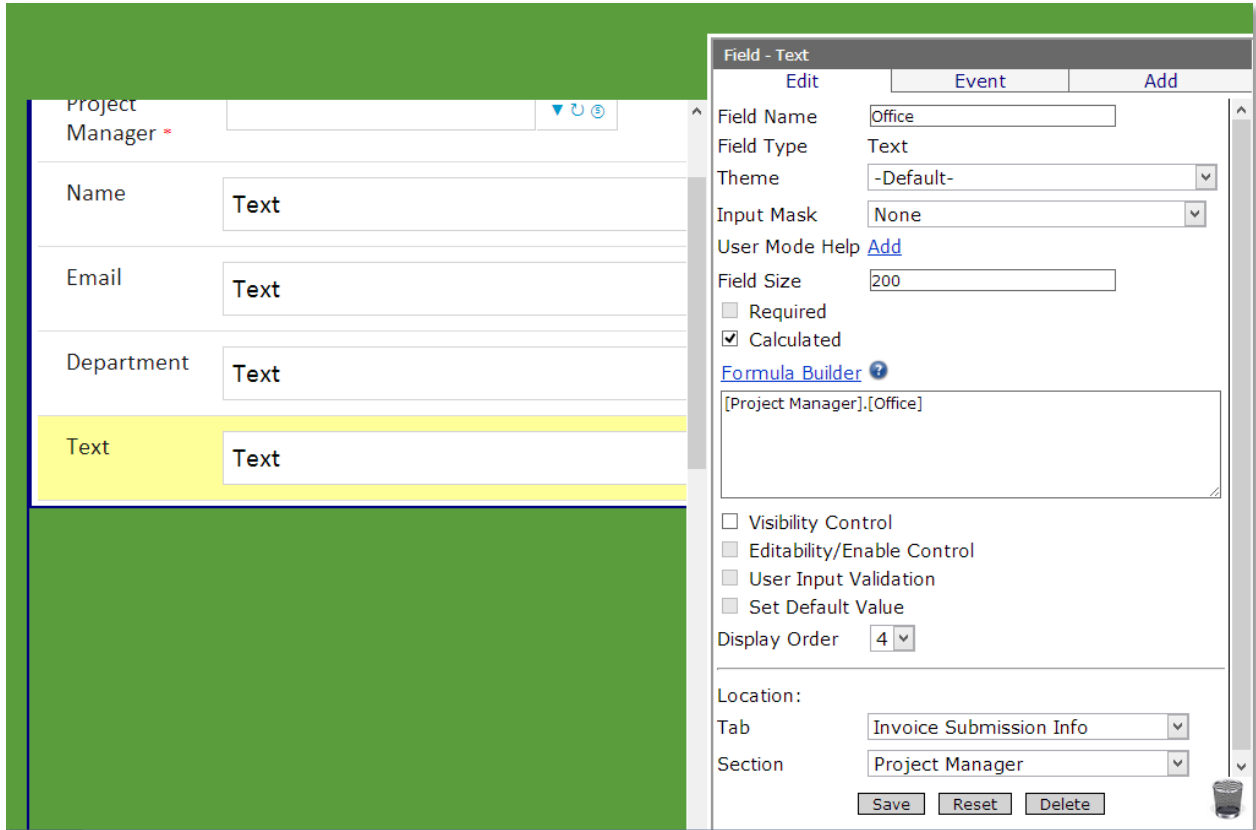 Project
Manager *
Name
Text
Email
Text
Department
Text
Text
Text
Field - Text
Edit Event Add
Field Name Office
Field Type Text
Theme -Default-
Input Mask None
User Mode Help Add
Field Size 200
Required
Calculated
Formula Builder ?
[Project Manager].[Office]
Visibility Control
Editability/Enable Control
User Input Validation
Set Default Value
Display Order 4
Location:
Tab Invoice Submission Info
Section Project Manager
Save Reset Delete